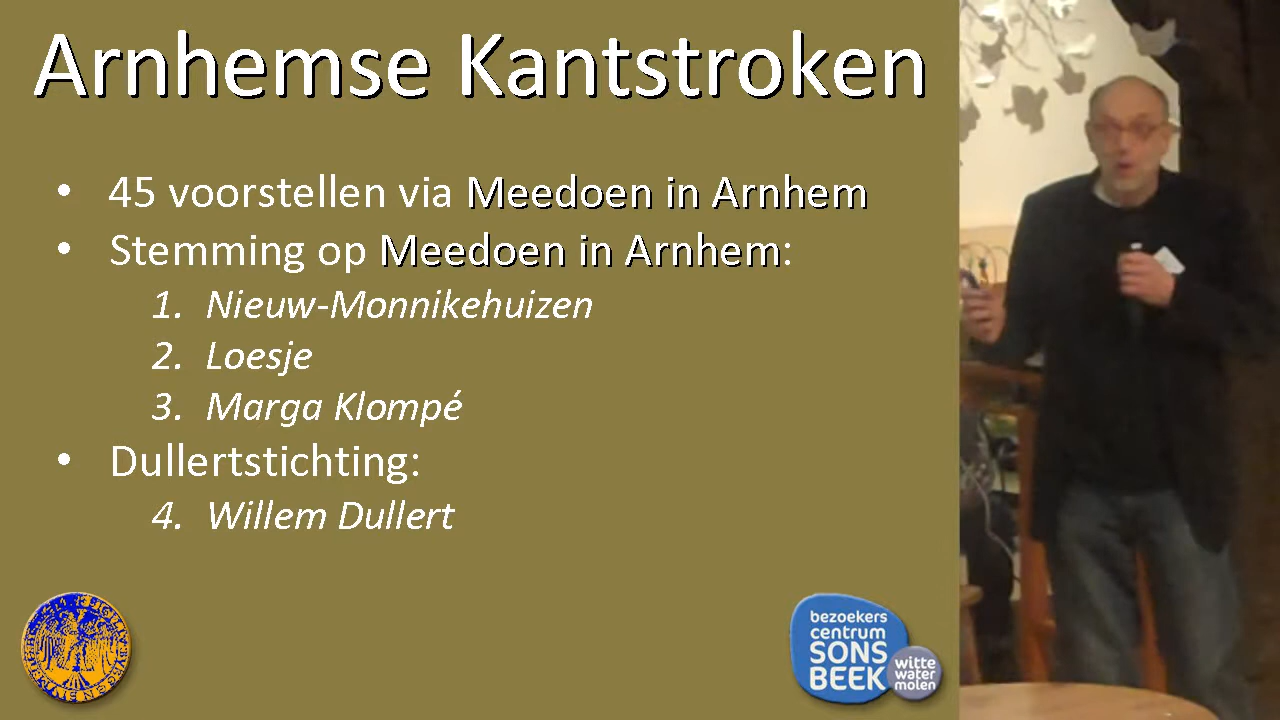 Arnhemse Kantstroken
• 45 voorstellen via Meedoen in Arnhem
• Stemming op Meedoen in Arnhem:
1. Nieuw-Monnikehuizen
2. Loesje
3. Marga Klompé
• Dullertstichting:
4. Willem Dullert
bezoekers
centrum
SONS
BEEK
witte
water
molen